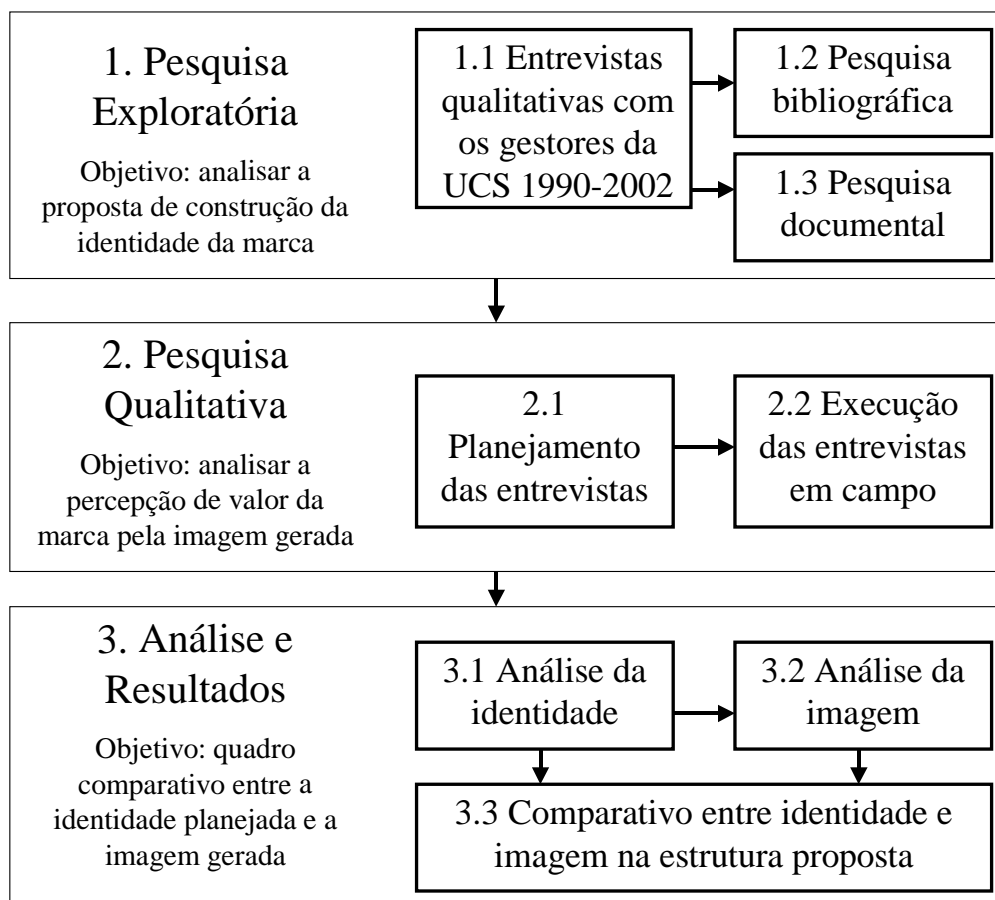 1. Pesquisa
Exploratória
Objetivo: analisar a
proposta de construção da
identidade da marca
1.1 Entrevistas
qualitativas com
os gestores da
UCS 1990-2002
1.2 Pesquisa
bibliográfica
1.3 Pesquisa
documental
2. Pesquisa
Qualitativa
Objetivo: analisar a
percepção de valor da
marca pela imagem gerada
2.1
Planejamento
das entrevistas
2.2 Execução
das entrevistas
em campo
3. Análise e
Resultados
Objetivo: quadro
comparativo entre a
identidade planejada e a
imagem gerada
3.1 Análise da
identidade
3.2 Análise da
imagem
3.3 Comparativo entre identidade e
imagem na estrutura proposta